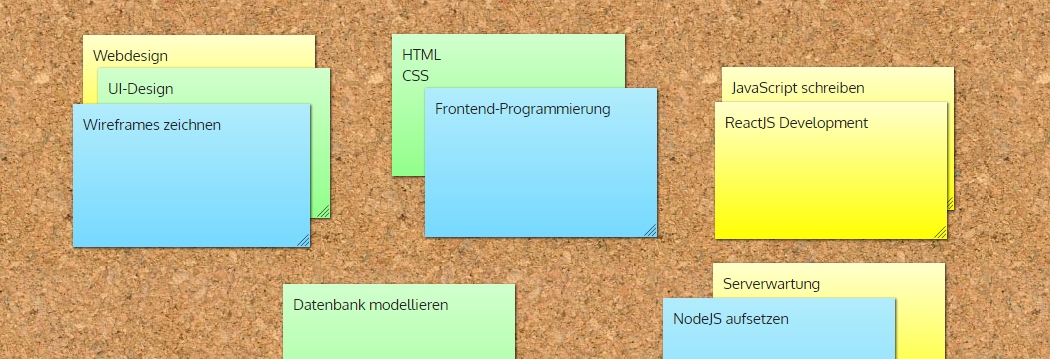 Webdesign
UI-Design
Wireframes zeichnen
HTML
CSS
Frontend-Programmierung
JavaScript schreiben
ReactJS Development
Datenbank modellieren
Serverwartung
NodeJS aufsetzen